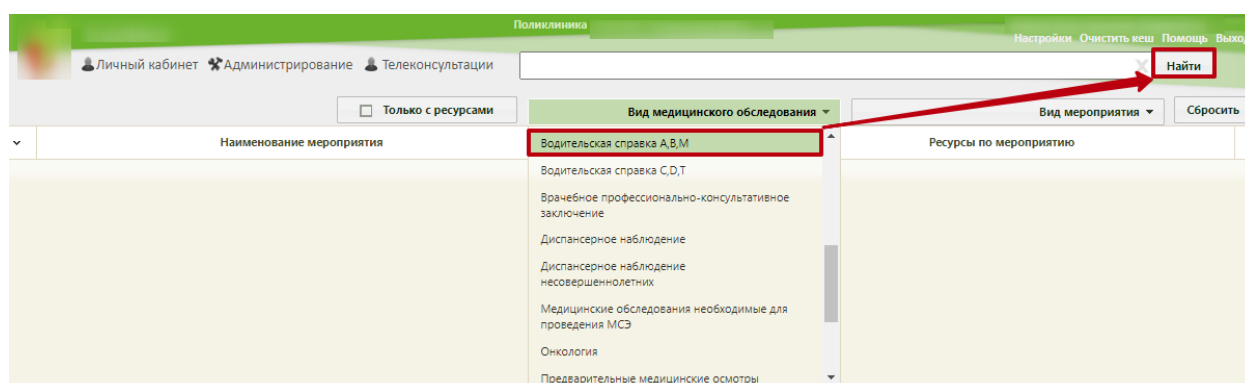 Поликлиника
Настройки Очистить кеш Помощь Выхо
Личный кабинет Администрирование Телеконсультации
Найти
Только с ресурсами
Вид медицинского обследования
Вид мероприятия
Сбросить
Наименование мероприятия
Ресурсы по мероприятию
Водительская справка A,B,M
Водительская справка C,D,T
Врачебное профессионально-консультативное
заключение
Диспансерное наблюдение
Диспансерное наблюдение
несовершеннолетних
Медицинские обследования необходимые для
проведения МСЭ
Онкология
Предварительные медицинские осмотры